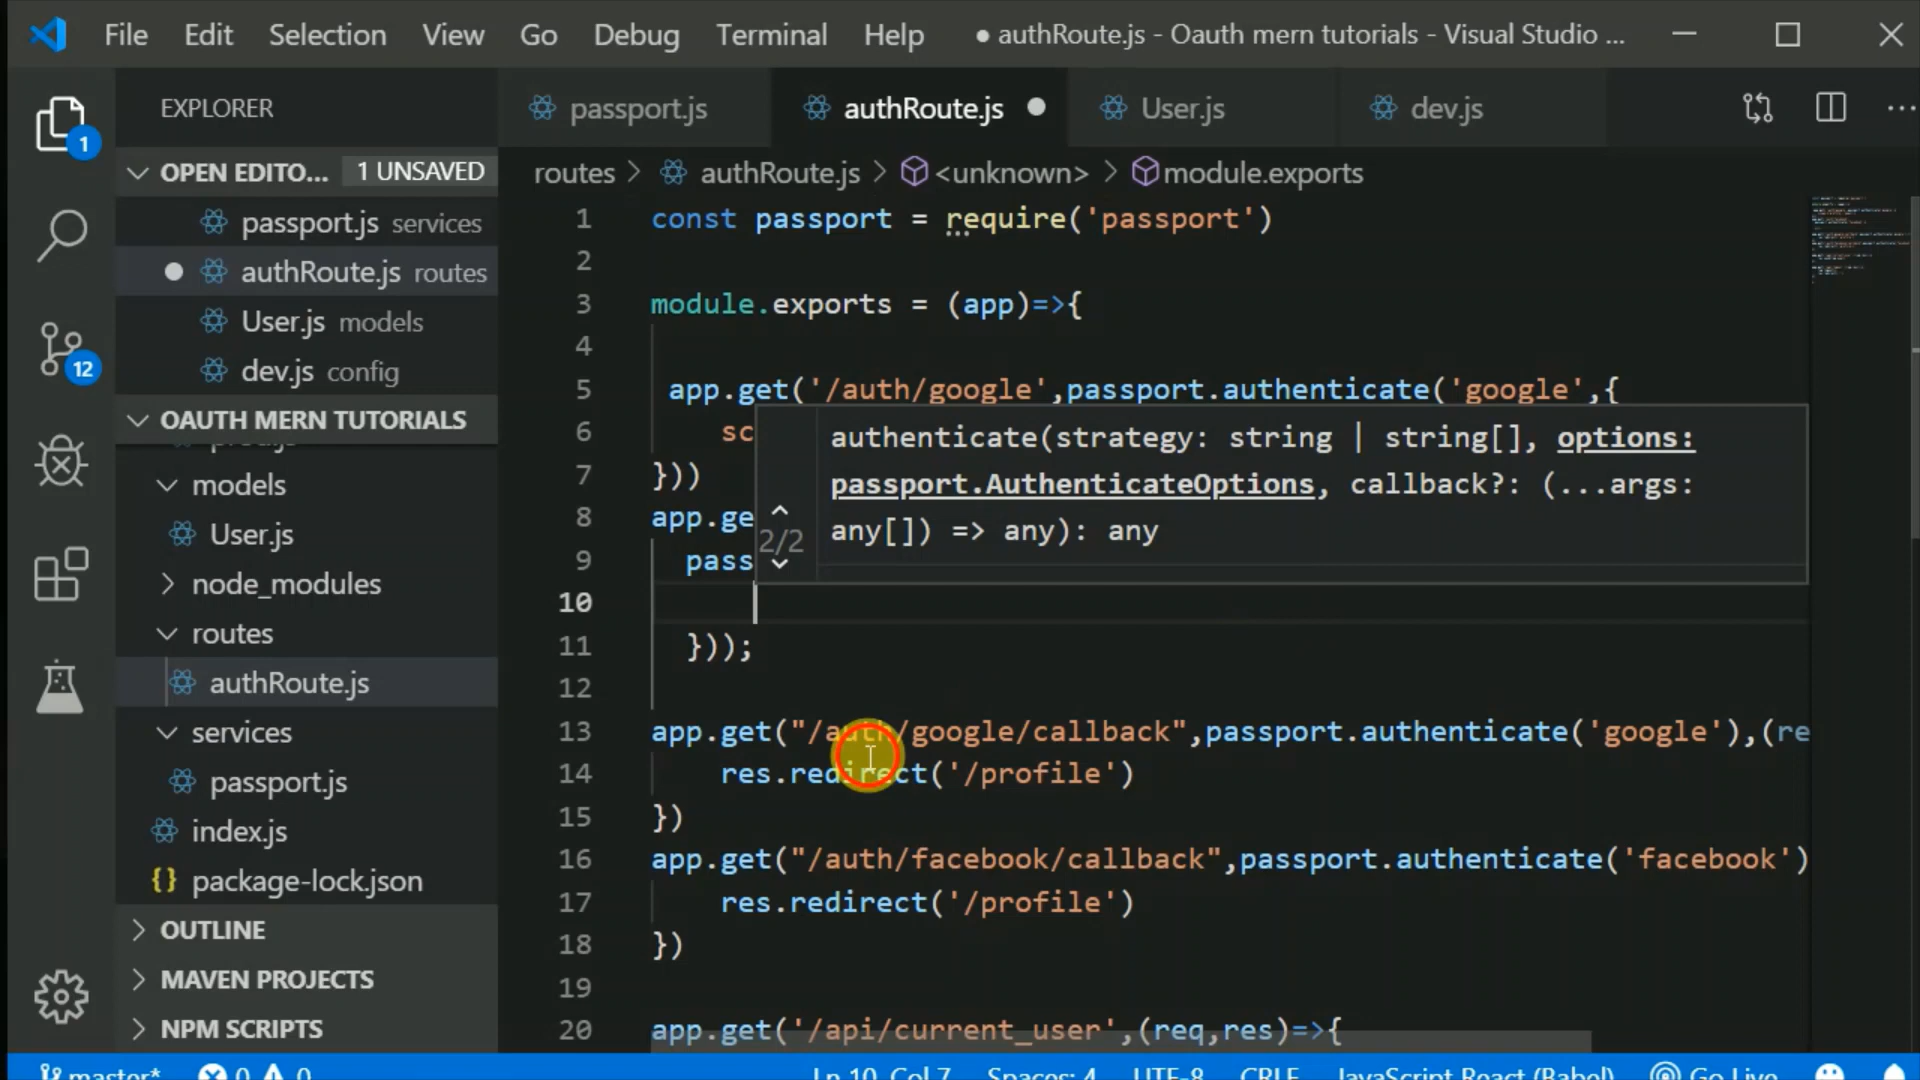 File Edit Selection View Go Debug Terminal Help ● authRoute.js - Oauth mern tutorials - Visual Studio ...
EXPLORER
1
OPEN EDITO... 1 UNSAVED
passport.js services
authRoute.js routes
User.js models
dev.js config
12
OAUTH MERN TUTORIALS
models
User.js
node_modules
routes
authRoute.js
services
passport.js
index.js
{} package-lock.json
OUTLINE
MAVEN PROJECTS
NPM SCRIPTS
passport.js authRoute.js User.js dev.js ...
routes > authRoute.js > <unknown> > module.exports
1 const passport = require('passport')
2
3 module.exports = (app)=>{
4
5 app.get('/auth/google',passport.authenticate('google',{
6 sc
7 }))
8 app.ge
9 pass
10
11 }));
12
13 app.get("/auth/google/callback",passport.authenticate('google'),(re
14 res.redirect('/profile')
15 })
16 app.get("/auth/facebook/callback",passport.authenticate('facebook')
17 res.redirect('/profile')
18 })
19
20 app.get('/api/current_user',(req,res)=>{
authenticate(strategy: string | string[], options:
passport.AuthenticateOptions, callback?: (...args:
any[]) => any): any
2/2
master* 0 0 Ln 10, Col 7 Spaces: 4 UTF-8 CRLF JavaScript React (Babel) Go Live